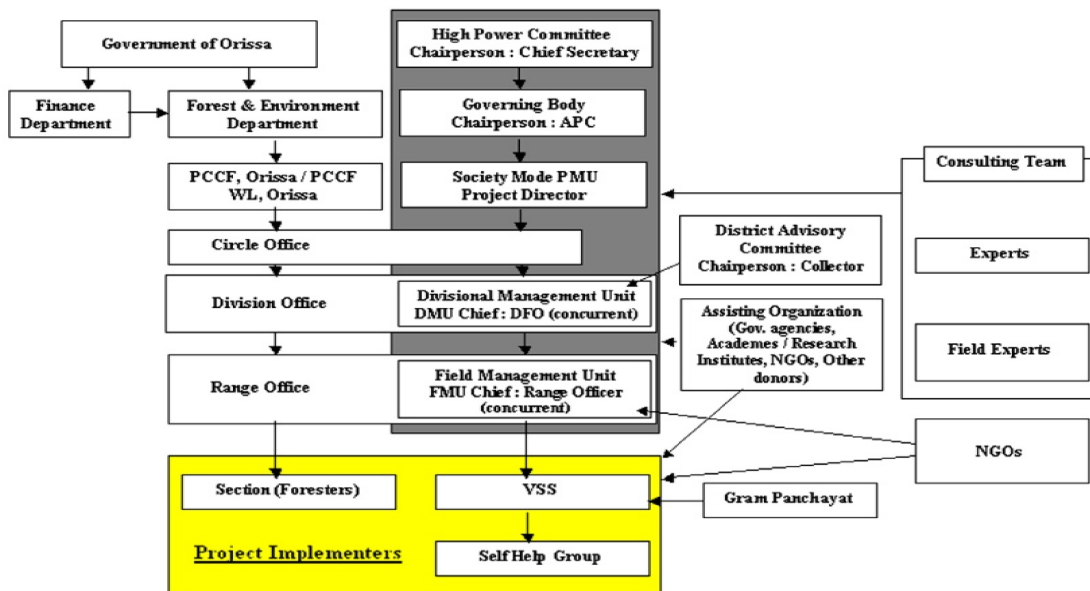 Government of Orissa
Finance
Department
Forest & Environment
Department
PCCF, Orissa / PCCF
WL, Orissa
Circle Office
Division Office
Range Office
High Power Committee
Chairperson : Chief Secretary
Governing Body
Chairperson : APC
Society Mode PMU
Project Director
Divisional Management Unit
DMU Chief : DFO (concurrent)
Field Management Unit
FMU Chief : Range Officer
(concurrent)
District Advisory
Committee
Chairperson : Collector
Assisting Organization
(Gov. agencies,
Academes / Research
Institutes, NGOs, Other
donors)
Consulting Team
Experts
Field Experts
NGOs
Section (Foresters)
VSS
Gram Panchayat
Project Implementers
Self Help Group